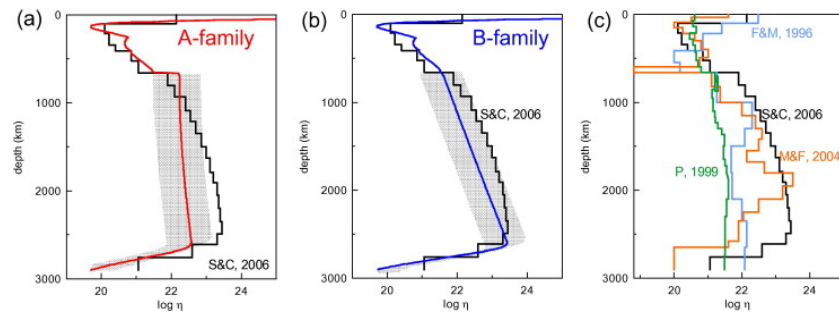 (a)
A-family
S&C, 2006
0
1000
2000
3000
depth (km)
20
22
24
log η
(b)
B-family
S&C, 2006
0
1000
2000
3000
depth (km)
20
22
24
log η
(c)
F&M, 1996
S&C, 2006
M&F, 2004
P, 1999
0
1000
2000
3000
depth (km)
20
22
24
log η